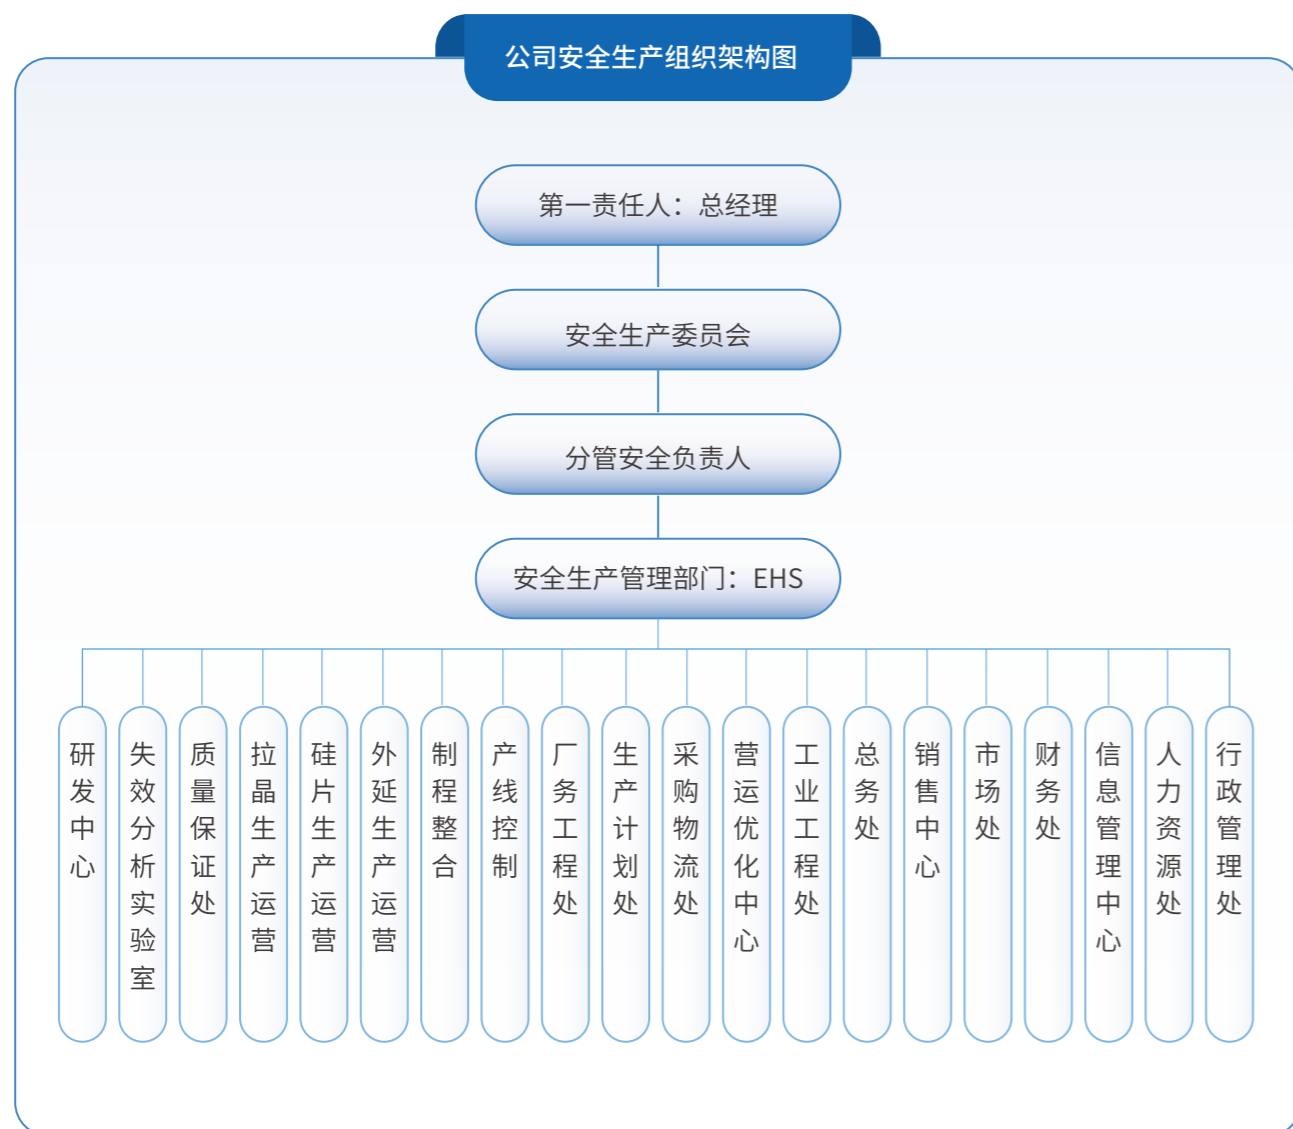 公司安全生产组织架构图
第一责任人：总经理
安全生产委员会
分管安全负责人
安全生产管理部门：EHS
研发中心
失效分析实验室
质量保证处
拉晶生产运营
硅片生产运营
外延生产运营
制程整合
产线控制
厂务工程处
生产计划处
采购物流处
营运优化中心
工业工程处
总务处
销售中心
市场处
财务处
信息管理中心
人力资源处
行政管理处